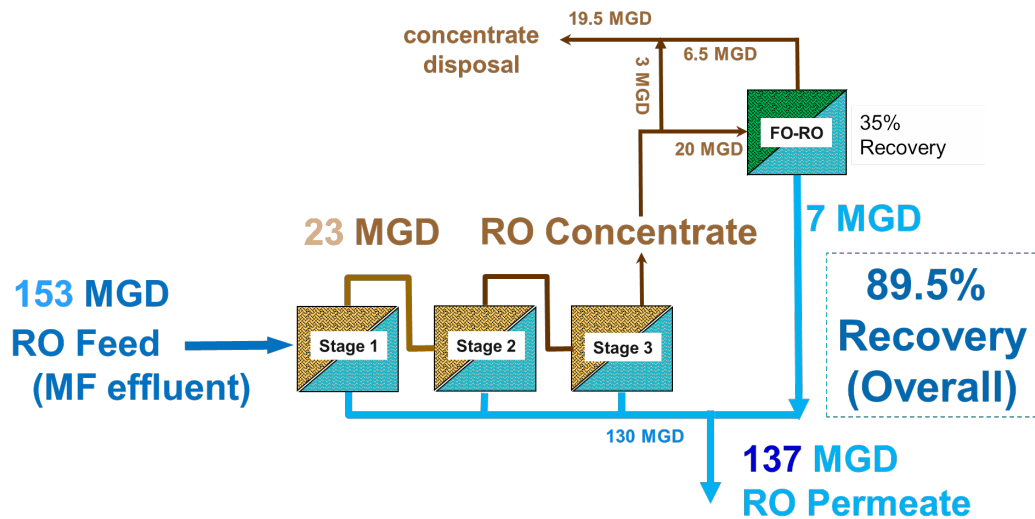 19.5 MGD
concentrate
disposal
6.5 MGD
3 MGD
20 MGD
FO-RO
35%
Recovery
7 MGD
23 MGD
RO Concentrate
153 MGD
RO Feed
(MF effluent)
Stage 1
Stage 2
Stage 3
89.5%
Recovery
(Overall)
130 MGD
137 MGD
RO Permeate